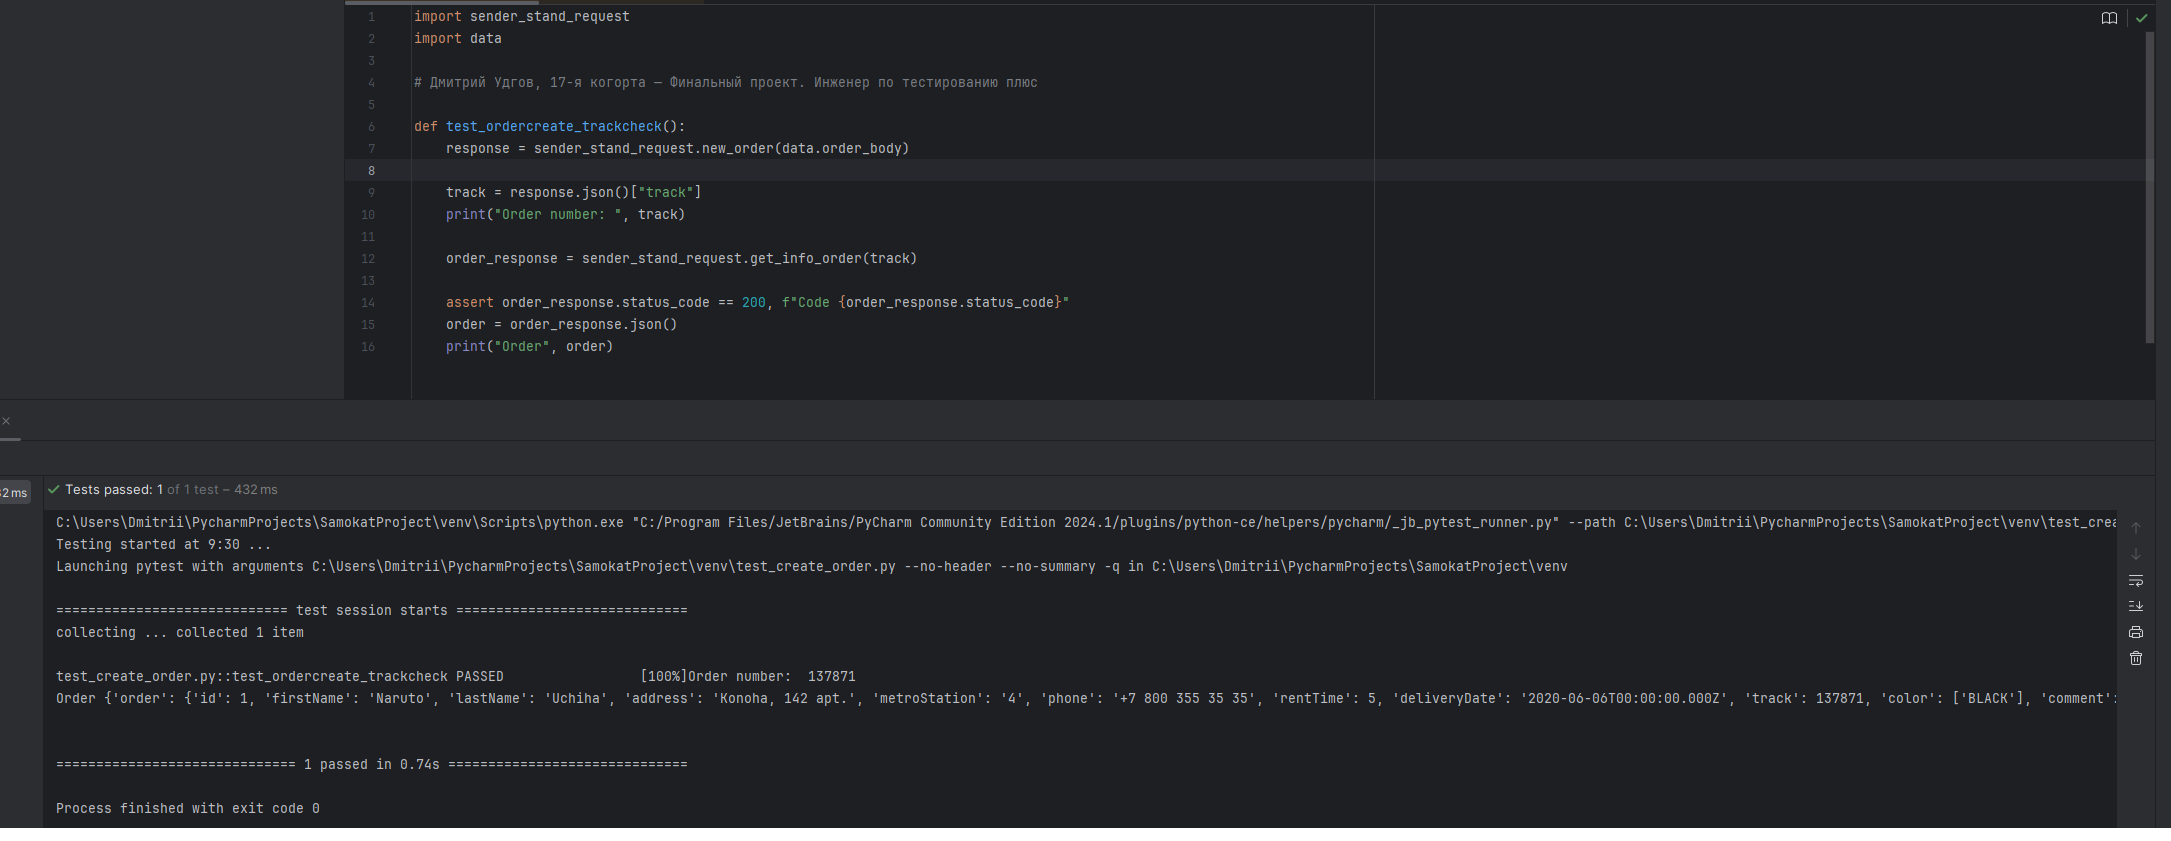 1 import sender_stand_request
2 import data
3
4 # Дмитрий Удгов, 17-я когорта — Финальный проект. Инженер по тестированию плюс
5
6 def test_ordercreate_trackcheck():
7     response = sender_stand_request.new_order(data.order_body)
8
9     track = response.json()["track"]
10     print("Order number: ", track)
11
12     order_response = sender_stand_request.get_info_order(track)
13
14     assert order_response.status_code == 200, f"Code {order_response.status_code}"
15     order = order_response.json()
16     print("Order", order)
2 ms
Tests passed: 1 of 1 test – 432 ms
C:\Users\Dmitrii\PycharmProjects\SamokatProject\venv\Scripts\python.exe "C:/Program Files/JetBrains/PyCharm Community Edition 2024.1/plugins/python-ce/helpers/pycharm/_jb_pytest_runner.py" --path C:\Users\Dmitrii\PycharmProjects\SamokatProject\venv\test_crea
Testing started at 9:30 ...
Launching pytest with arguments C:\Users\Dmitrii\PycharmProjects\SamokatProject\venv\test_create_order.py --no-header --no-summary -q in C:\Users\Dmitrii\PycharmProjects\SamokatProject\venv
============================= test session starts =============================
collecting ... collected 1 item
test_create_order.py::test_ordercreate_trackcheck PASSED                 [100%]Order number:  137871
Order {'order': {'id': 1, 'firstName': 'Naruto', 'lastName': 'Uchiha', 'address': 'Konoha, 142 apt.', 'metroStation': '4', 'phone': '+7 800 355 35 35', 'rentTime': 5, 'deliveryDate': '2020-06-06T00:00:00.000Z', 'track': 137871, 'color': ['BLACK'], 'comment':
============================== 1 passed in 0.74s ==============================
Process finished with exit code 0